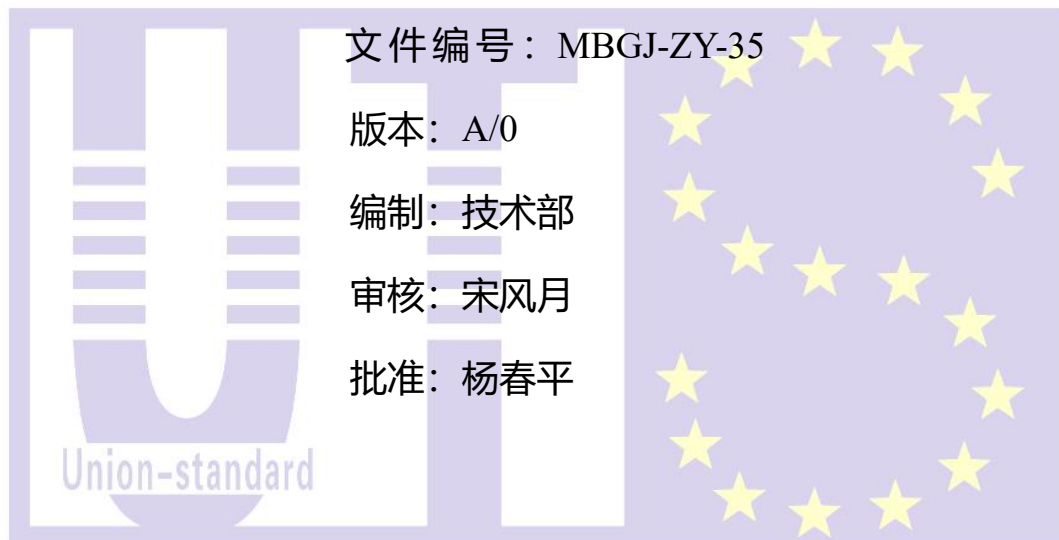 文件编号：MBGJ-ZY-35
版本：A/0
编制：技术部
审核：宋风月
批准：杨春平
Union-standard